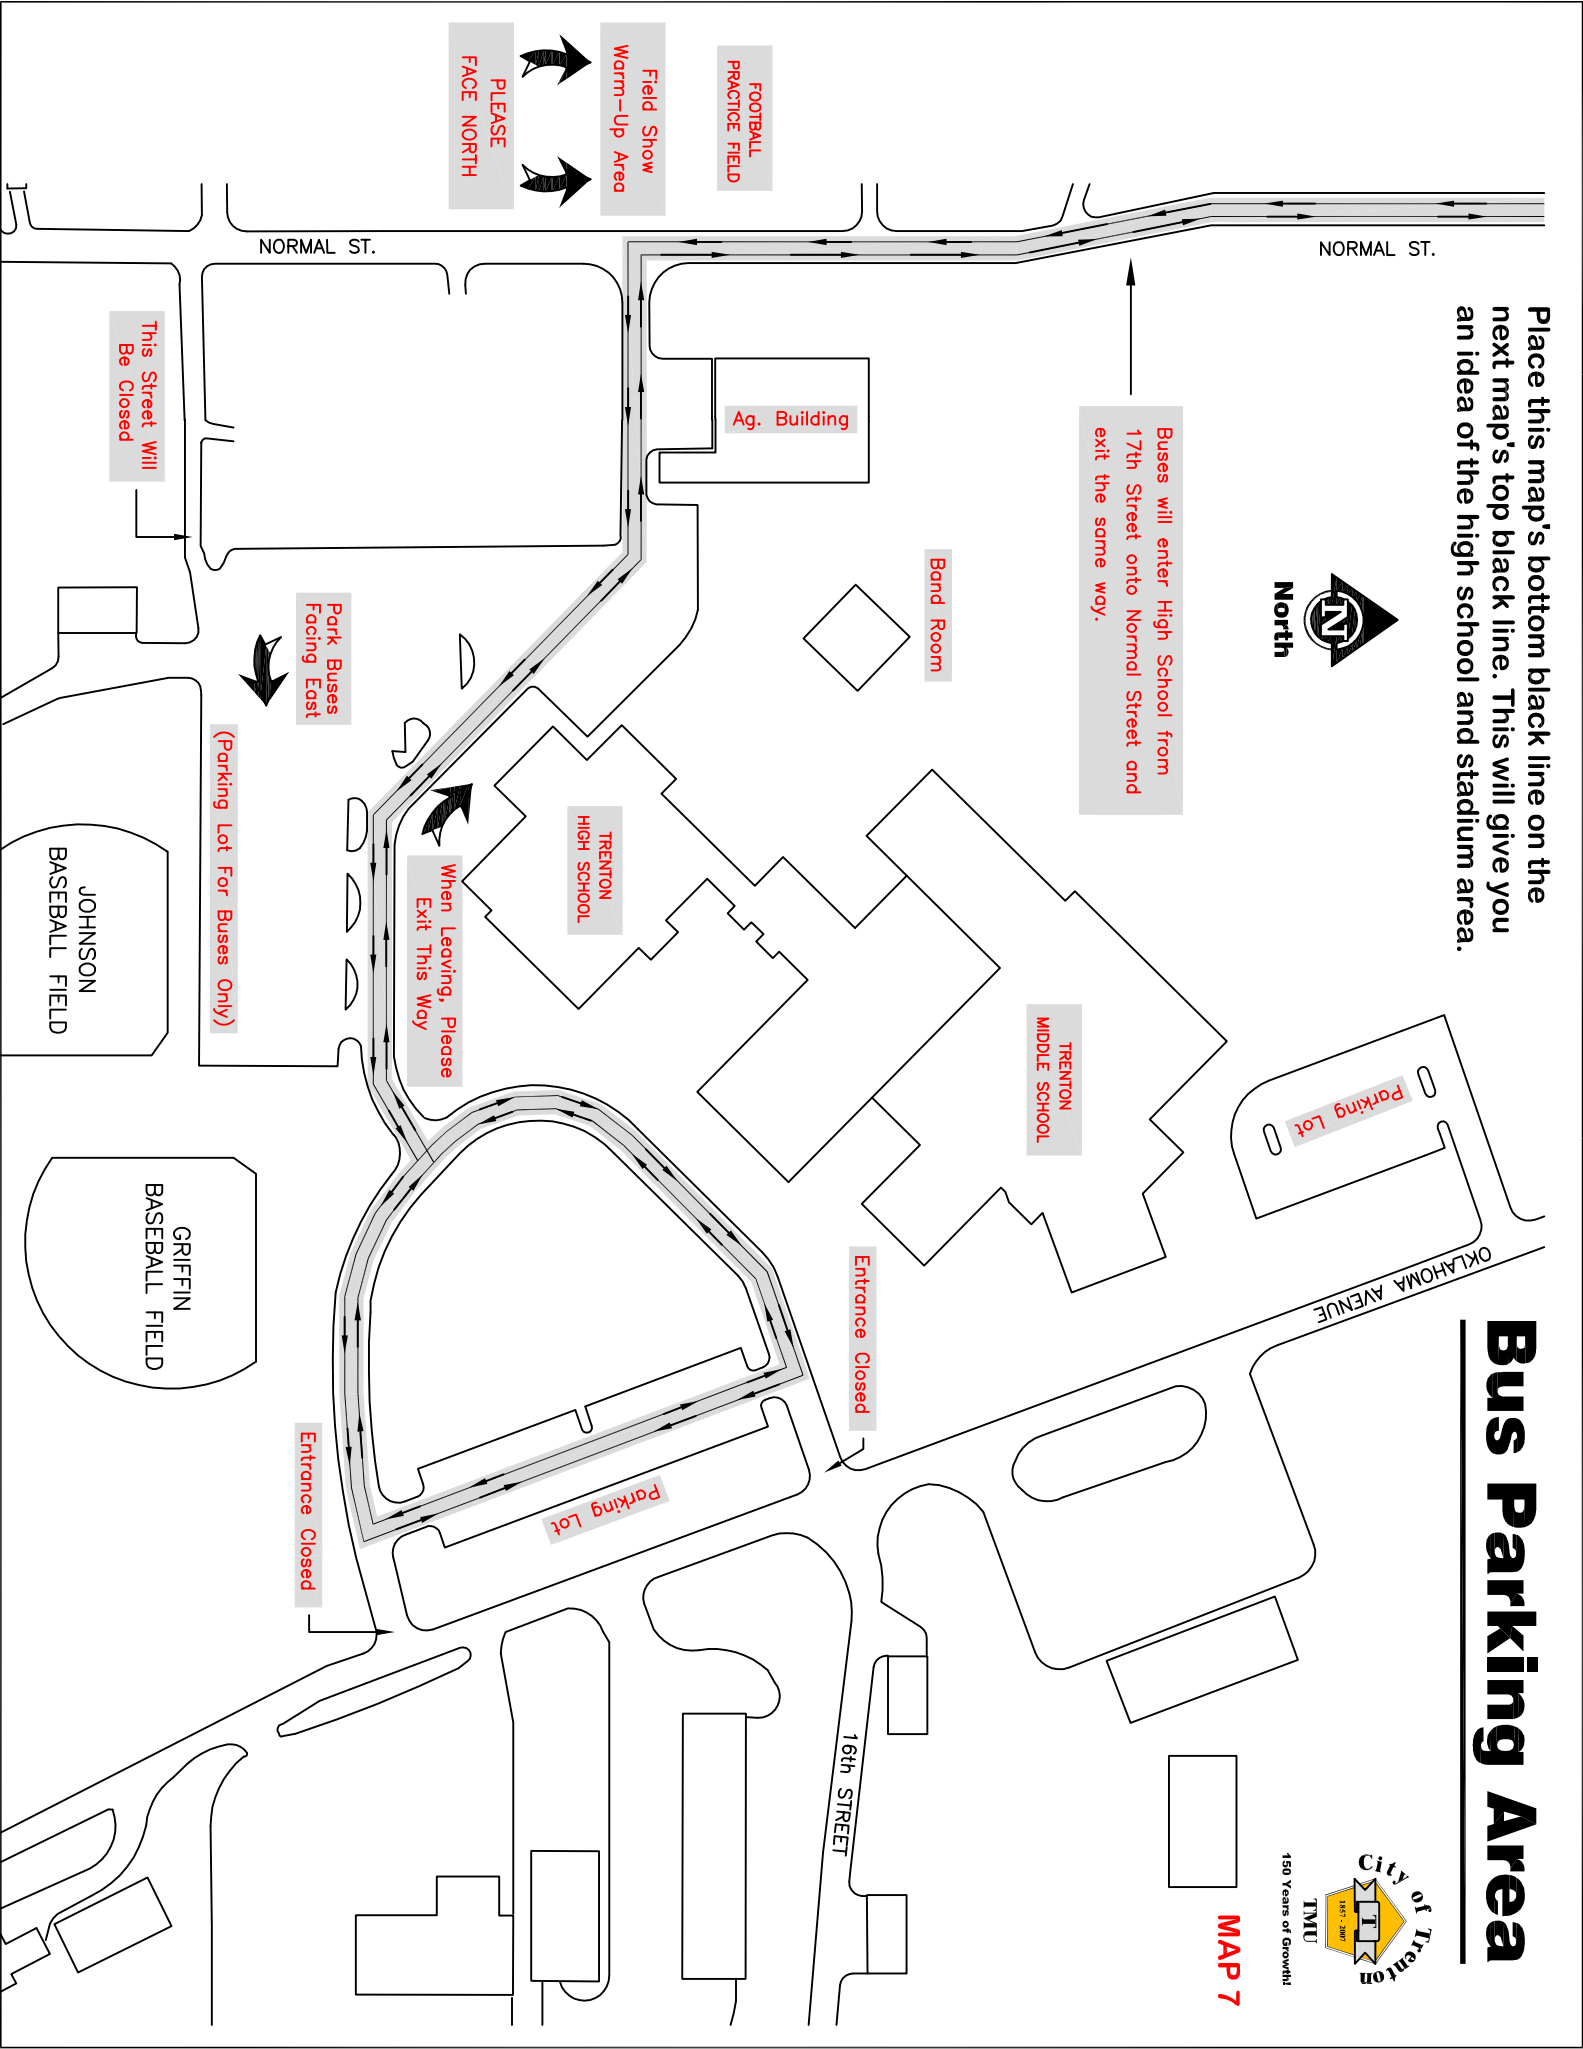 Place this map's bottom black line on the
next map's top black line. This will give you
an idea of the high school and stadium area.
Bus Parking Area
North
N
City of Trenton
T
1857 - 2007
TMU
150 Years of Growth!
MAP 7
NORMAL ST.
Buses will enter High School from
17th Street onto Normal Street and
exit the same way.
Parking Lot
OKLAHOMA AVENUE
TRENTON
MIDDLE SCHOOL
Band Room
Ag. Building
Entrance Closed
16th STREET
FOOTBALL
PRACTICE FIELD
Field Show
Warm-Up Area
PLEASE
FACE NORTH
TRENTON
HIGH SCHOOL
Parking Lot
When Leaving, Please
Exit This Way
NORMAL ST.
Park Buses
Facing East
(Parking Lot For Buses Only)
Entrance Closed
This Street Will
Be Closed
JOHNSON
BASEBALL FIELD
GRIFFIN
BASEBALL FIELD